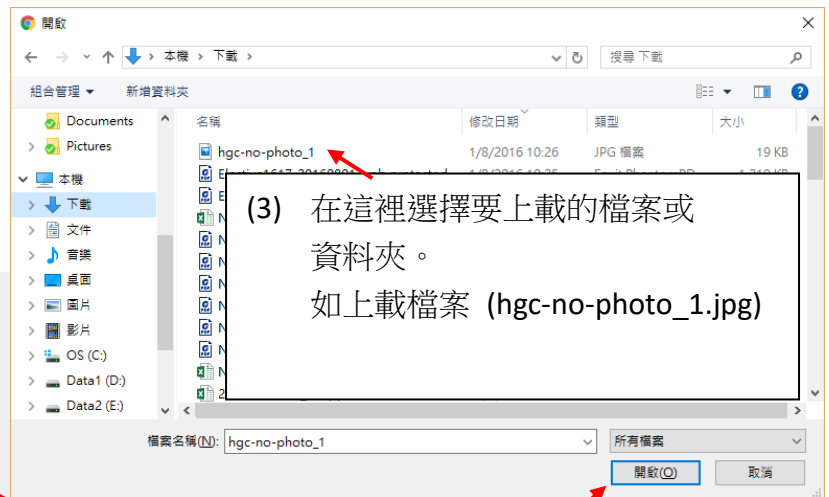 開啟
本機 › 下載 ›
搜尋 下載
組合管理 新增資料夾
名稱 修改日期 類型 大小
Documents
Pictures
本機
下載
文件
音樂
桌面
圖片
影片
OS (C:)
Data1 (D:)
Data2 (E:)
hgc-no-photo_1 1/8/2016 10:26 JPG 檔案 19 KB
(3) 在這裡選擇要上載的檔案或
資料夾。
如上載檔案 (hgc-no-photo_1.jpg)
檔案名稱(N): hgc-no-photo_1 所有檔案
開啟(O) 取消